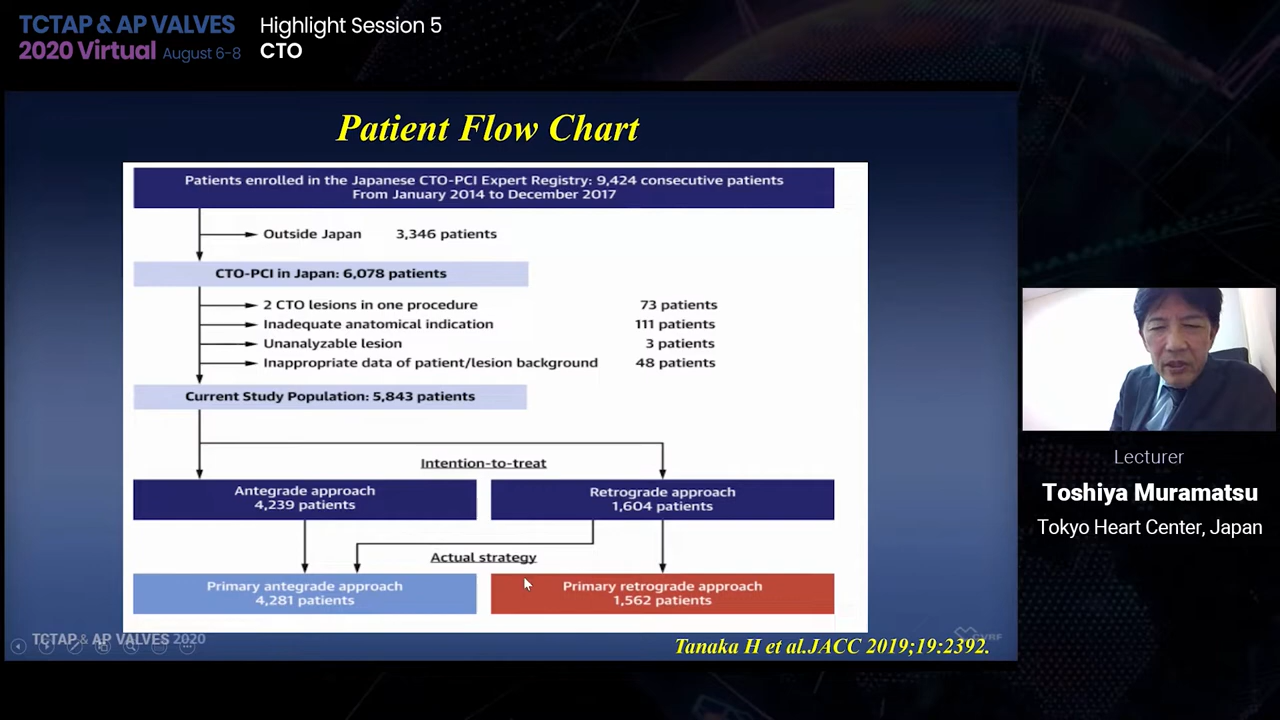 TCTAP & AP VALVES
2020 Virtual August 6-8
Highlight Session 5
CTO
Patient Flow Chart
Patients enrolled in the Japanese CTO-PCI Expert Registry: 9,424 consecutive patients
From January 2014 to December 2017
Outside Japan 3,346 patients
CTO-PCI in Japan: 6,078 patients
2 CTO lesions in one procedure 73 patients
Inadequate anatomical indication 111 patients
Unanalyzable lesion 3 patients
Inappropriate data of patient/lesion background 48 patients
Current Study Population: 5,843 patients
Intention-to-treat
Antegrade approach
4,239 patients
Retrograde approach
1,604 patients
Actual strategy
Primary antegrade approach
4,281 patients
Primary retrograde approach
1,562 patients
TCTAP & AP VALVES 2020
CVRF
Tanaka H et al.JACC 2019;19:2392.
Lecturer
Toshiya Muramatsu
Tokyo Heart Center, Japan